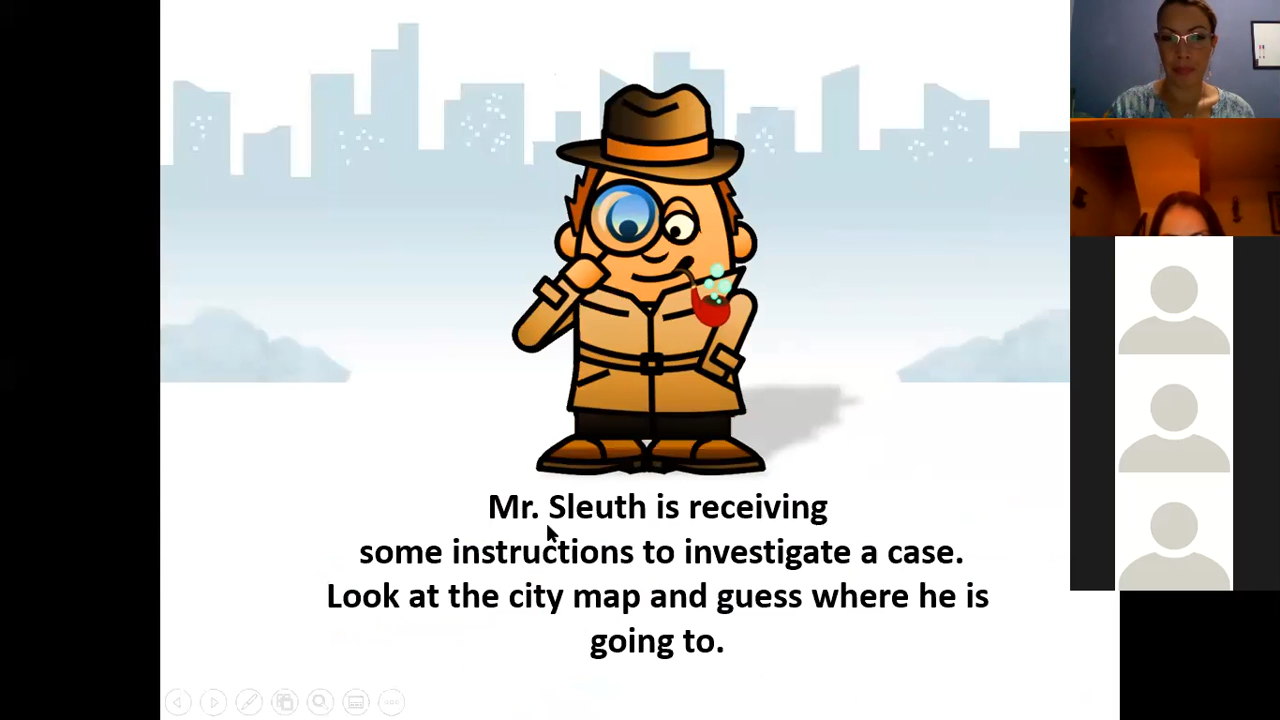 Mr. Sleuth is receiving
some instructions to investigate a case.
Look at the city map and guess where he is
going to.